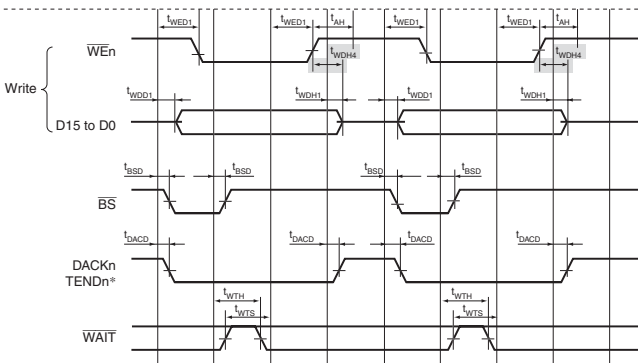 tWED1 tWED1 tAH tWED1 tWED1 tAH
WEn
tWDH4 tWDH4
Write
tWDD1 tWDH1 tWDD1 tWDH1
D15 to D0
tBSD tBSD tBSD tBSD
BS
tDACD tDACD tDACD tDACD
DACKn
TENDn*
tWTH tWTH
tWTS tWTS
WAIT